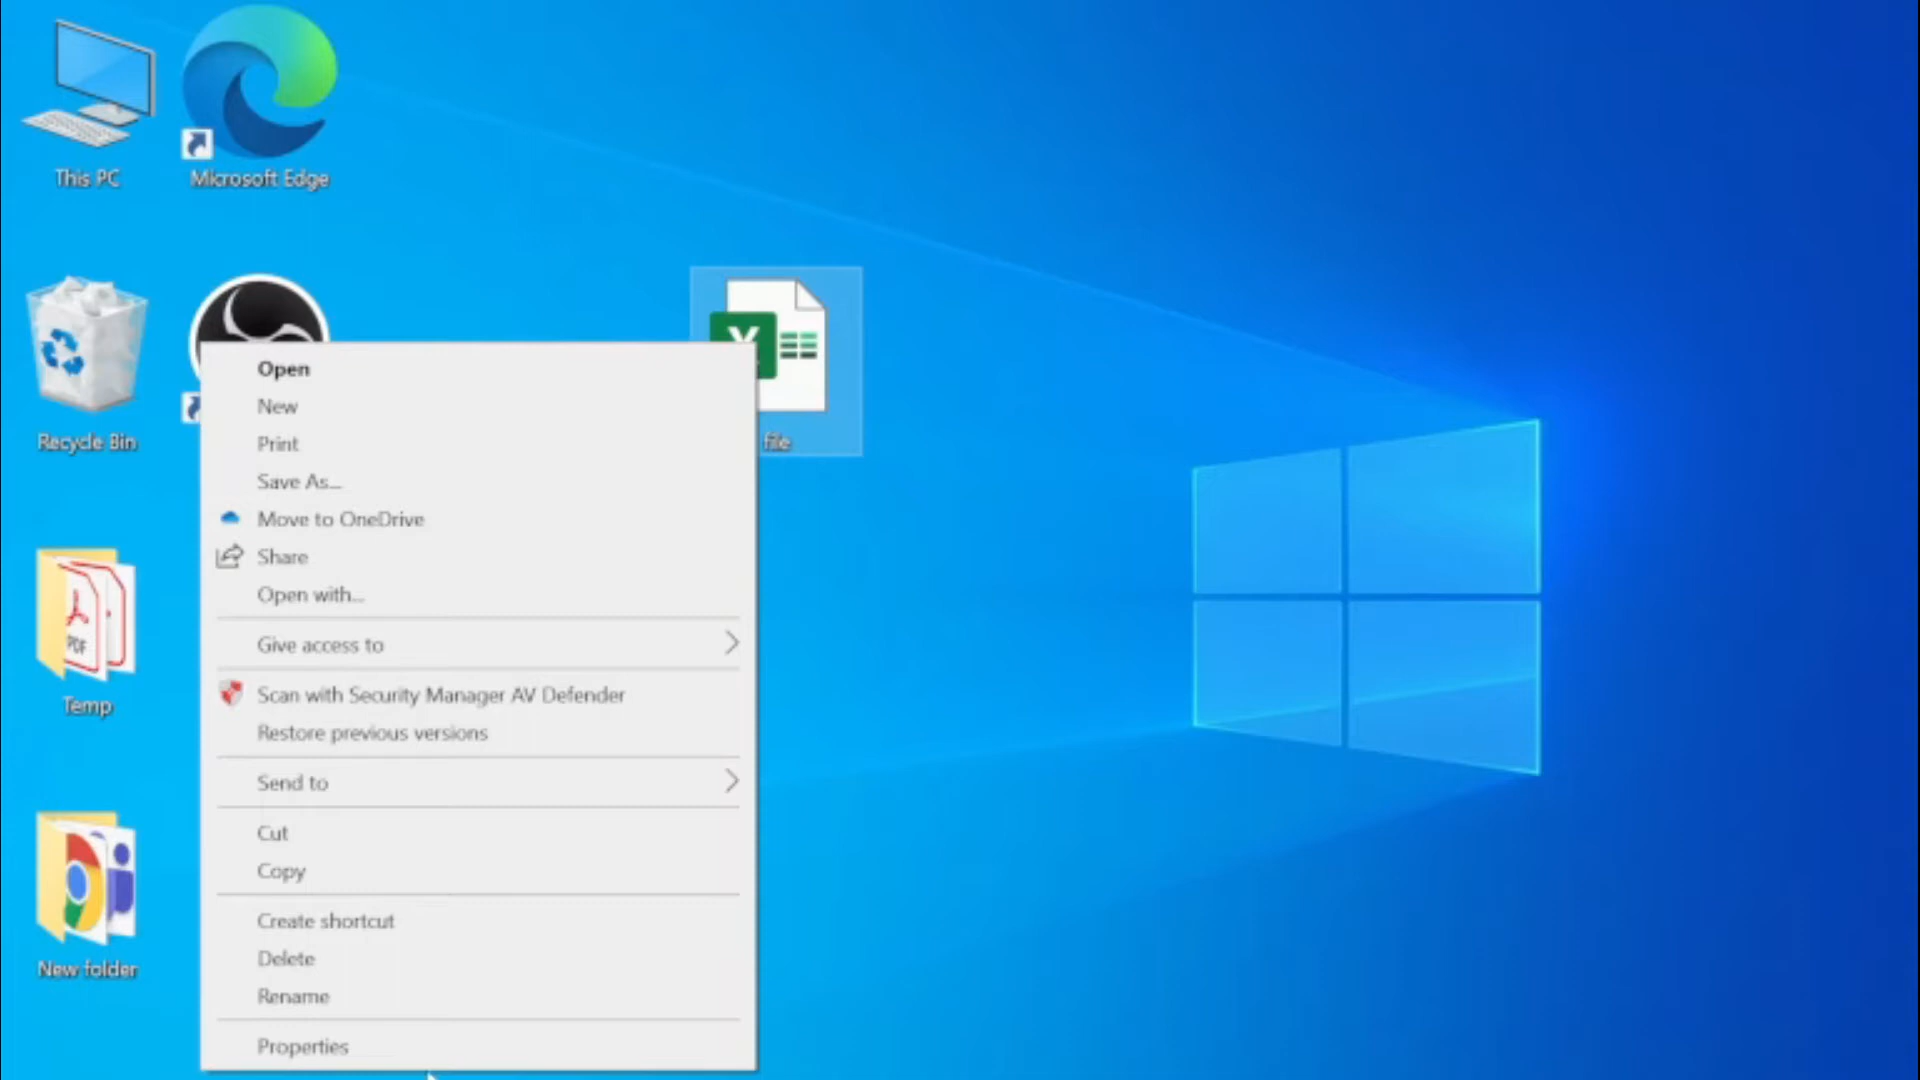 This PC
Microsoft Edge
Recycle Bin
file
Temp
PDF
New folder
Open
New
Print
Save As...
Move to OneDrive
Share
Open with...
Give access to
Scan with Security Manager AV Defender
Restore previous versions
Send to
Cut
Copy
Create shortcut
Delete
Rename
Properties